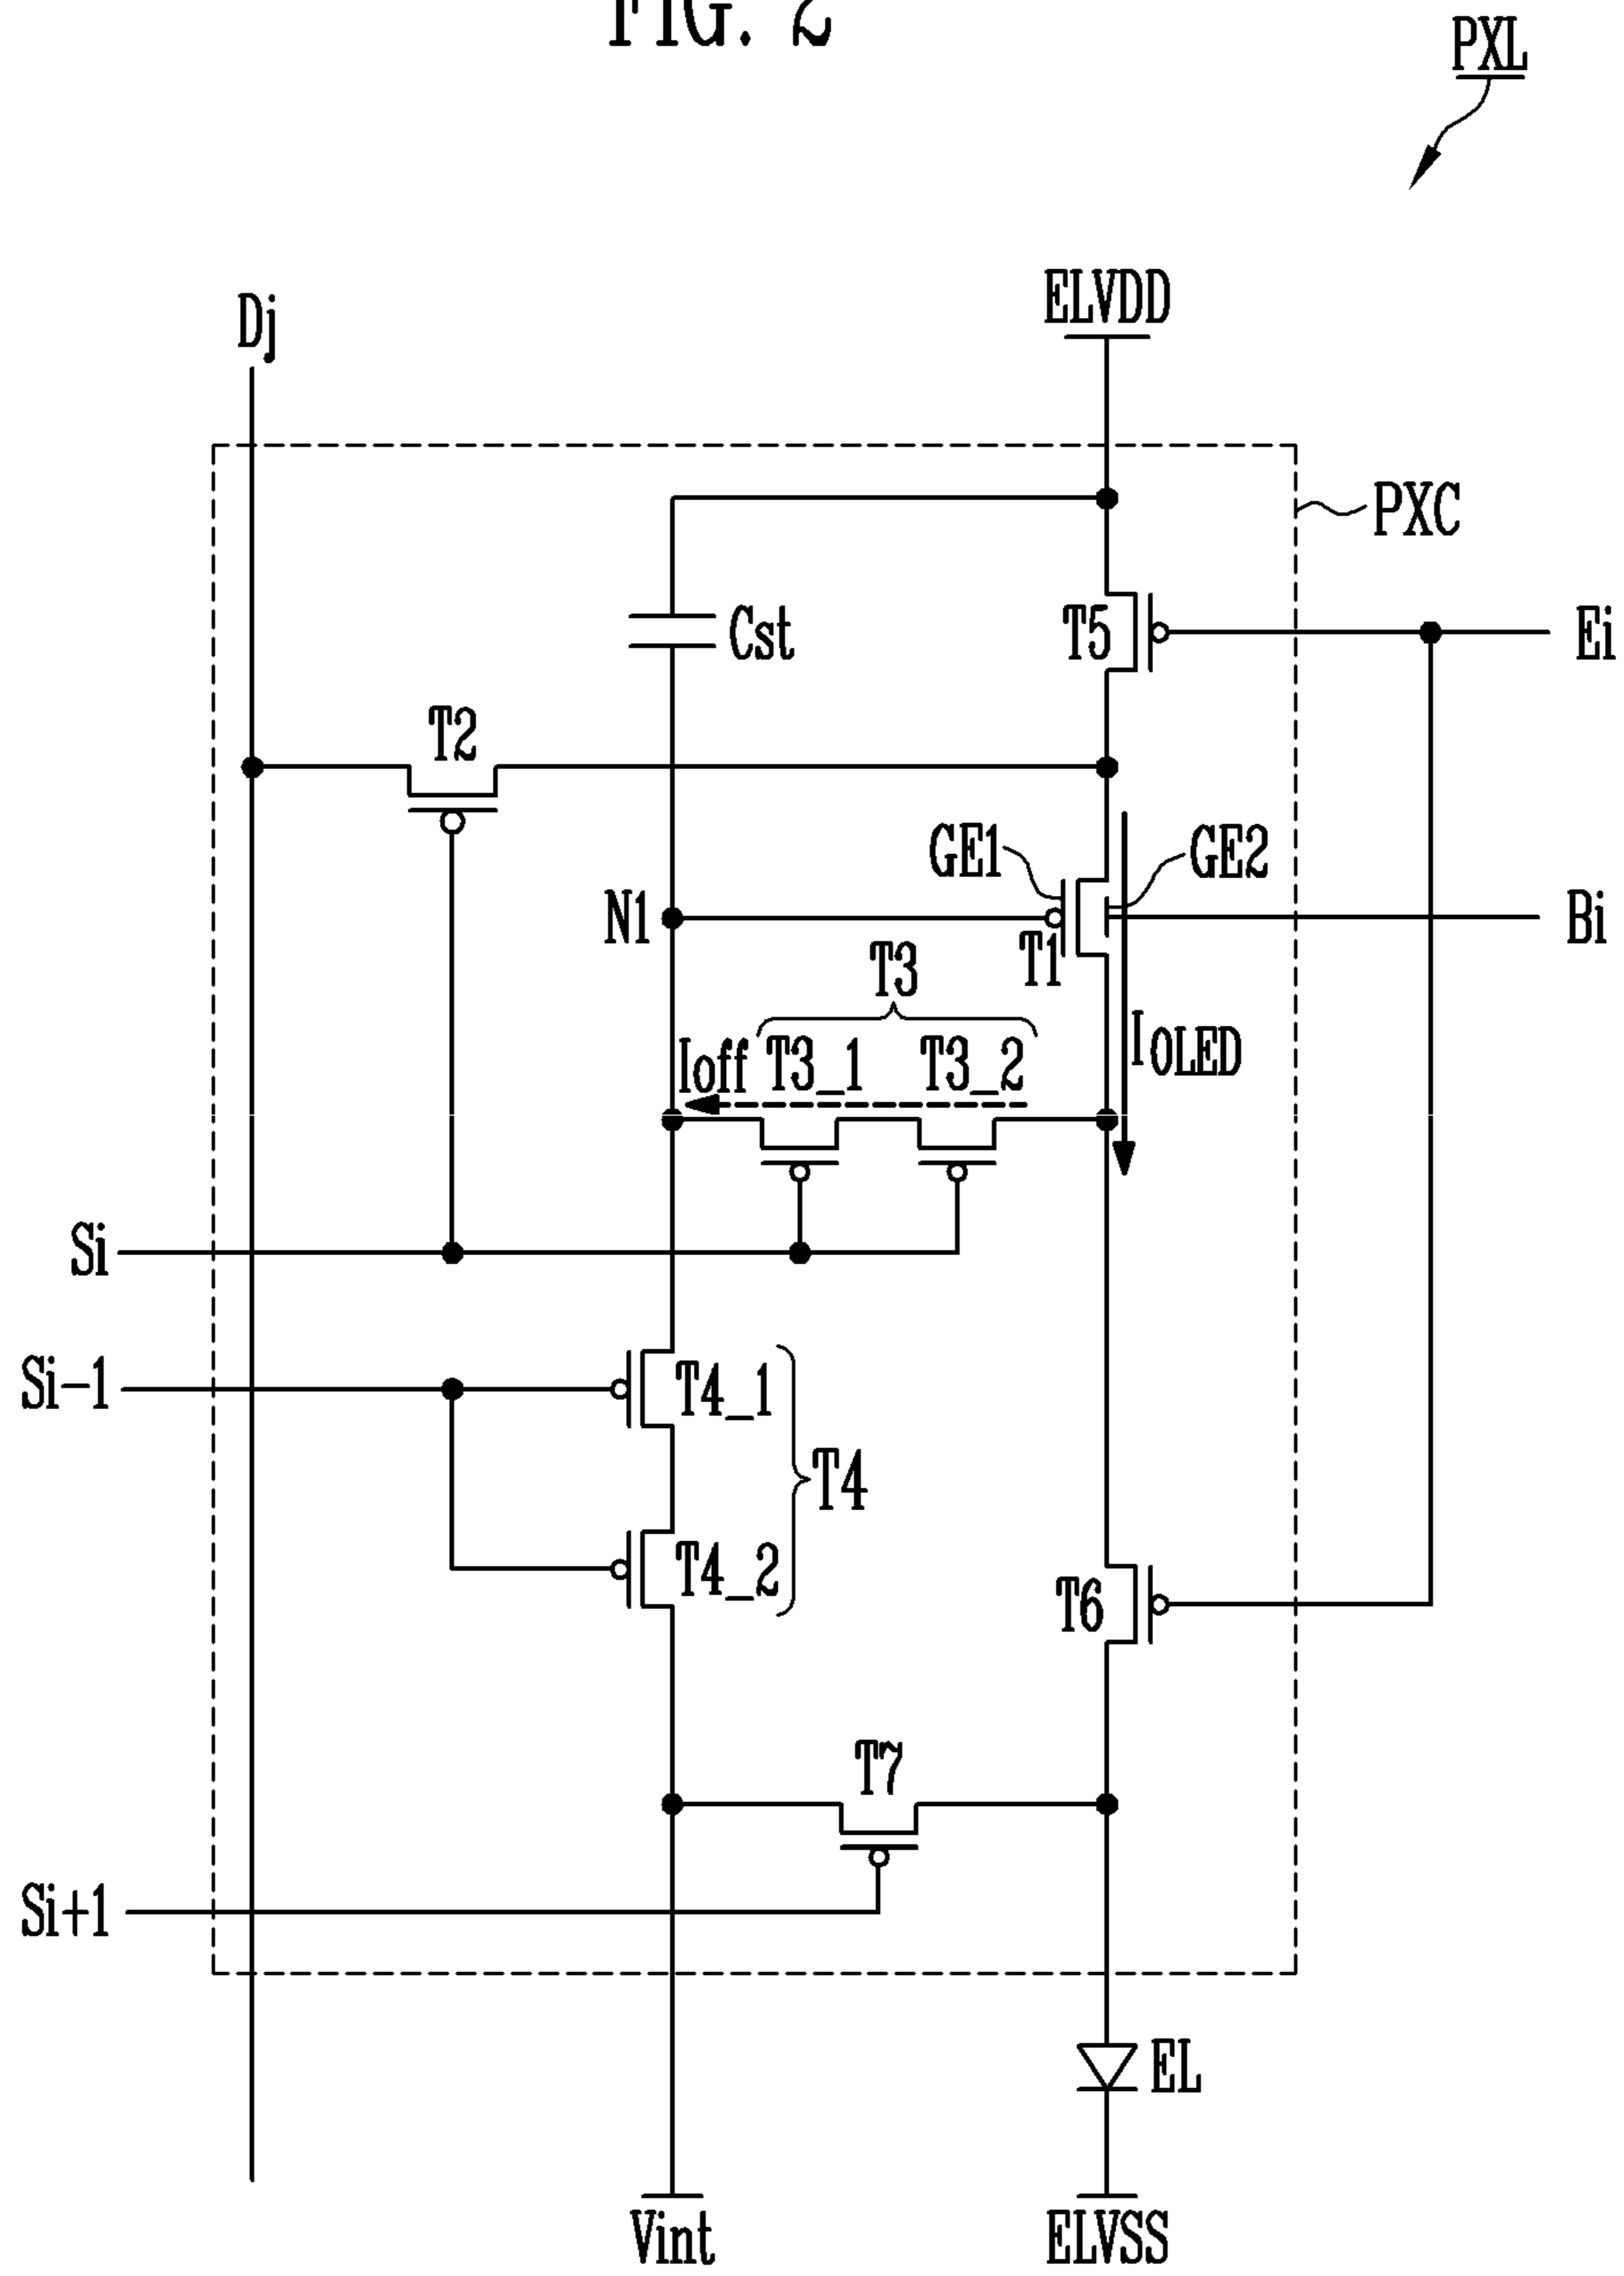 FIG. 2
PXL
ELVDD
Dj
PXC
Cst
T5
Ei
T2
GE1
GE2
N1
T1
Bi
T3
Ioff
T3_1
T3_2
IOLED
Si
Si-1
T4_1
T4
T4_2
T6
T7
Si+1
EL
Vint
ELVSS